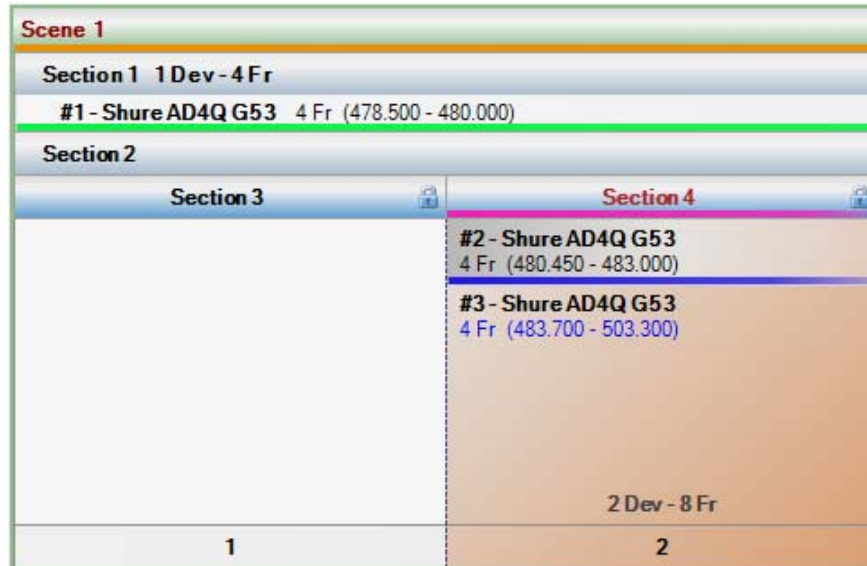 Scene 1
Section 1 1 Dev - 4 Fr
#1 - Shure AD4Q G53 4 Fr (478.500 - 480.000)
Section 2
Section 3
Section 4
#2 - Shure AD4Q G53
4 Fr (480.450 - 483.000)
#3 - Shure AD4Q G53
4 Fr (483.700 - 503.300)
2 Dev - 8 Fr
1
2